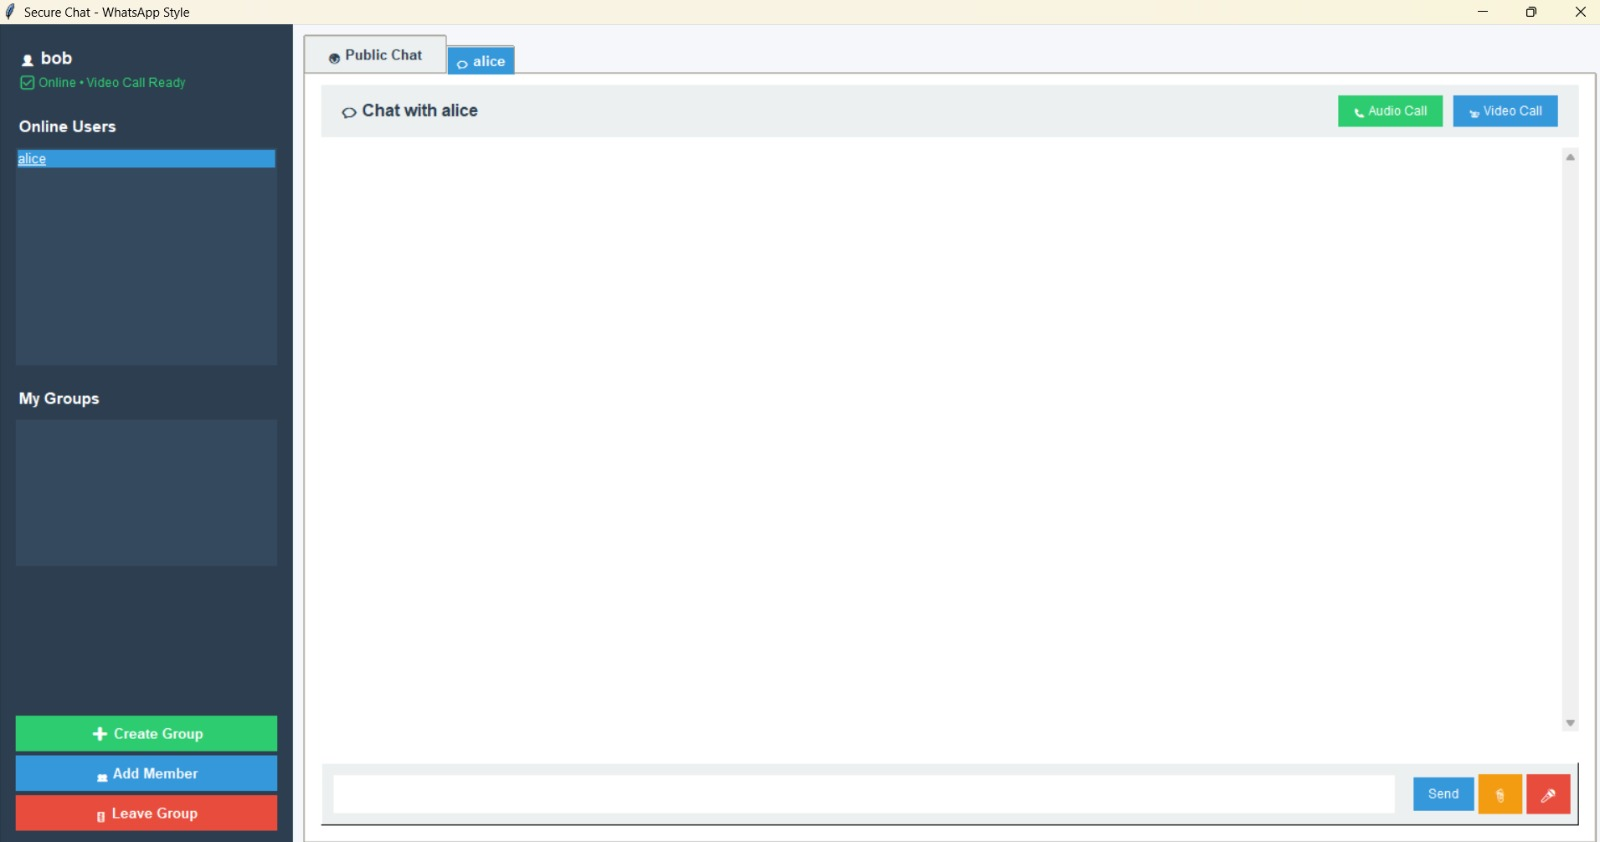 Secure Chat - WhatsApp Style
bob
Online • Video Call Ready
Online Users
alice
My Groups
Create Group
Add Member
Leave Group
Public Chat
alice
Chat with alice
Audio Call
Video Call
Send